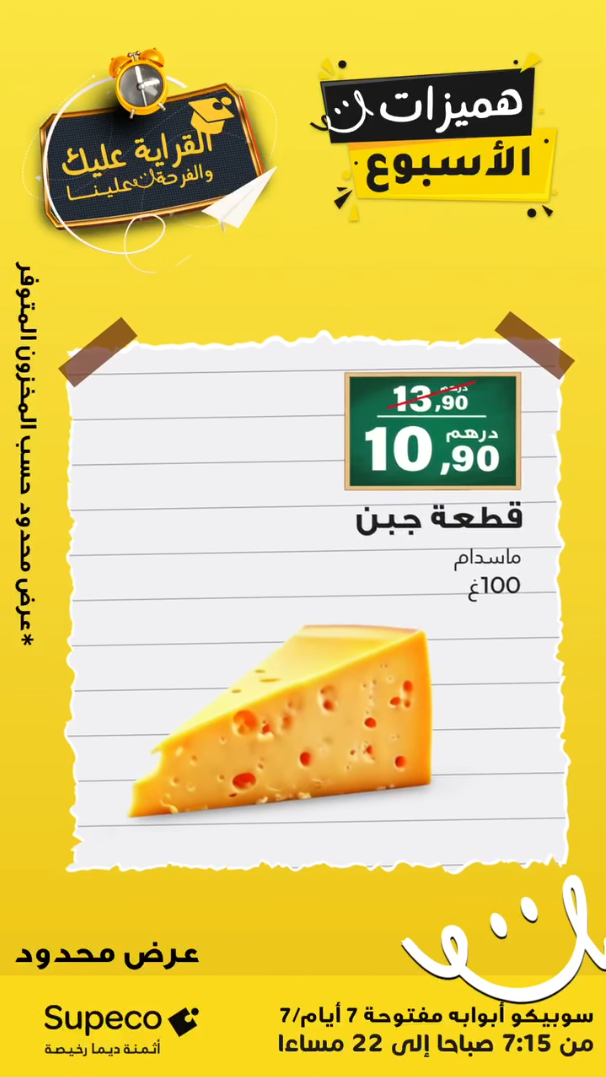 هميزات
الأسبوع
القراية عليك
والفرحة علينا
*عرض محدود حسب المخزون المتوفر
درهم 13,90
درهم 10,90
قطعة جبن
ماسدام
100غ
عرض محدود
سوبيكو أبوابه مفتوحة 7 أيام/7
من 7:15 صباحا إلى 22 مساءا
Supeco
أثمنة ديما رخيصة